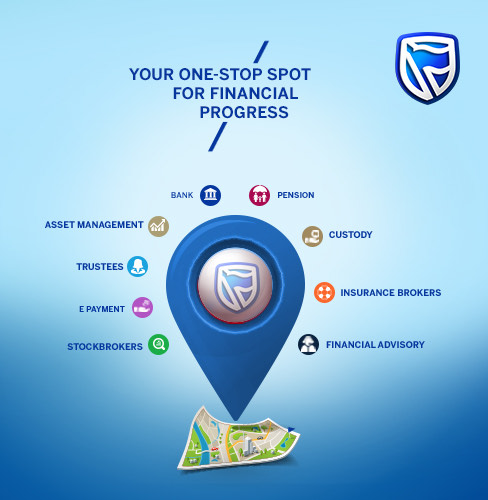 YOUR ONE-STOP SPOT
FOR FINANCIAL
PROGRESS
BANK
PENSION
ASSET MANAGEMENT
CUSTODY
TRUSTEES
INSURANCE BROKERS
E PAYMENT
STOCKBROKERS
FINANCIAL ADVISORY